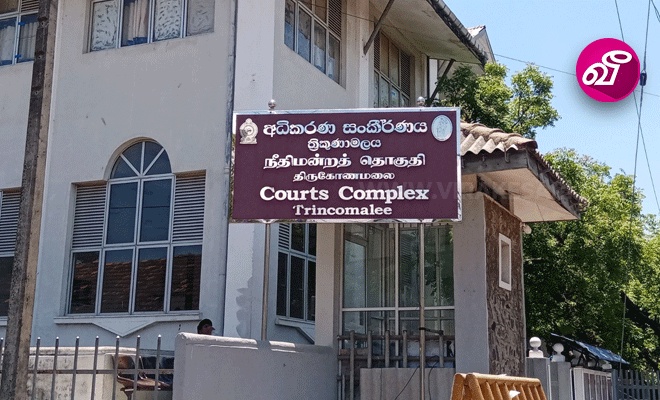 අධිකරණ සංකීර්ණය
ත්‍රිකුණාමලය
நீதிமன்றத் தொகுதி
திருகோணமலை
Courts Complex
Trincomalee
வீ